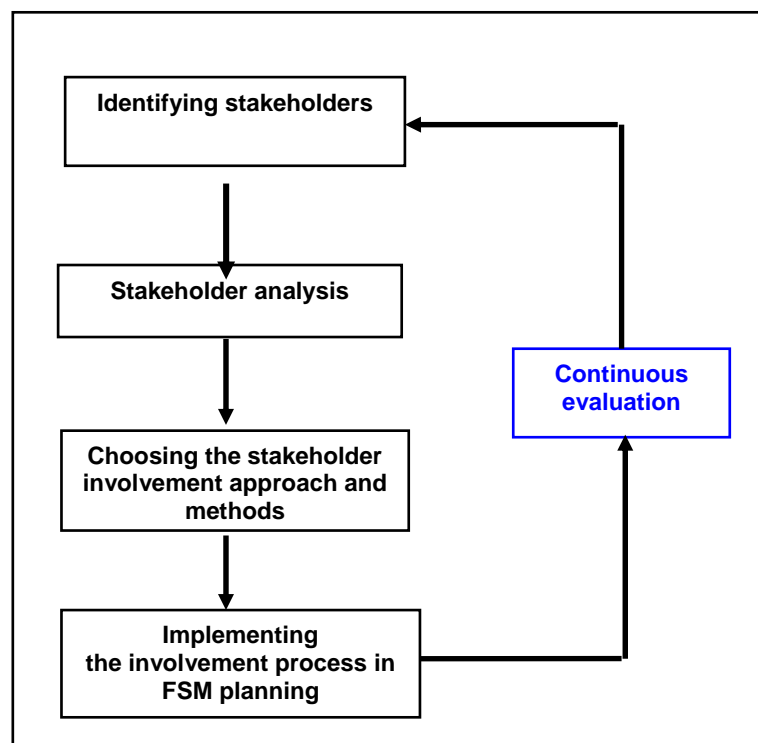 Identifying stakeholders
Stakeholder analysis
Choosing the stakeholder
involvement approach and
methods
Implementing
the involvement process in
FSM planning
Continuous
evaluation